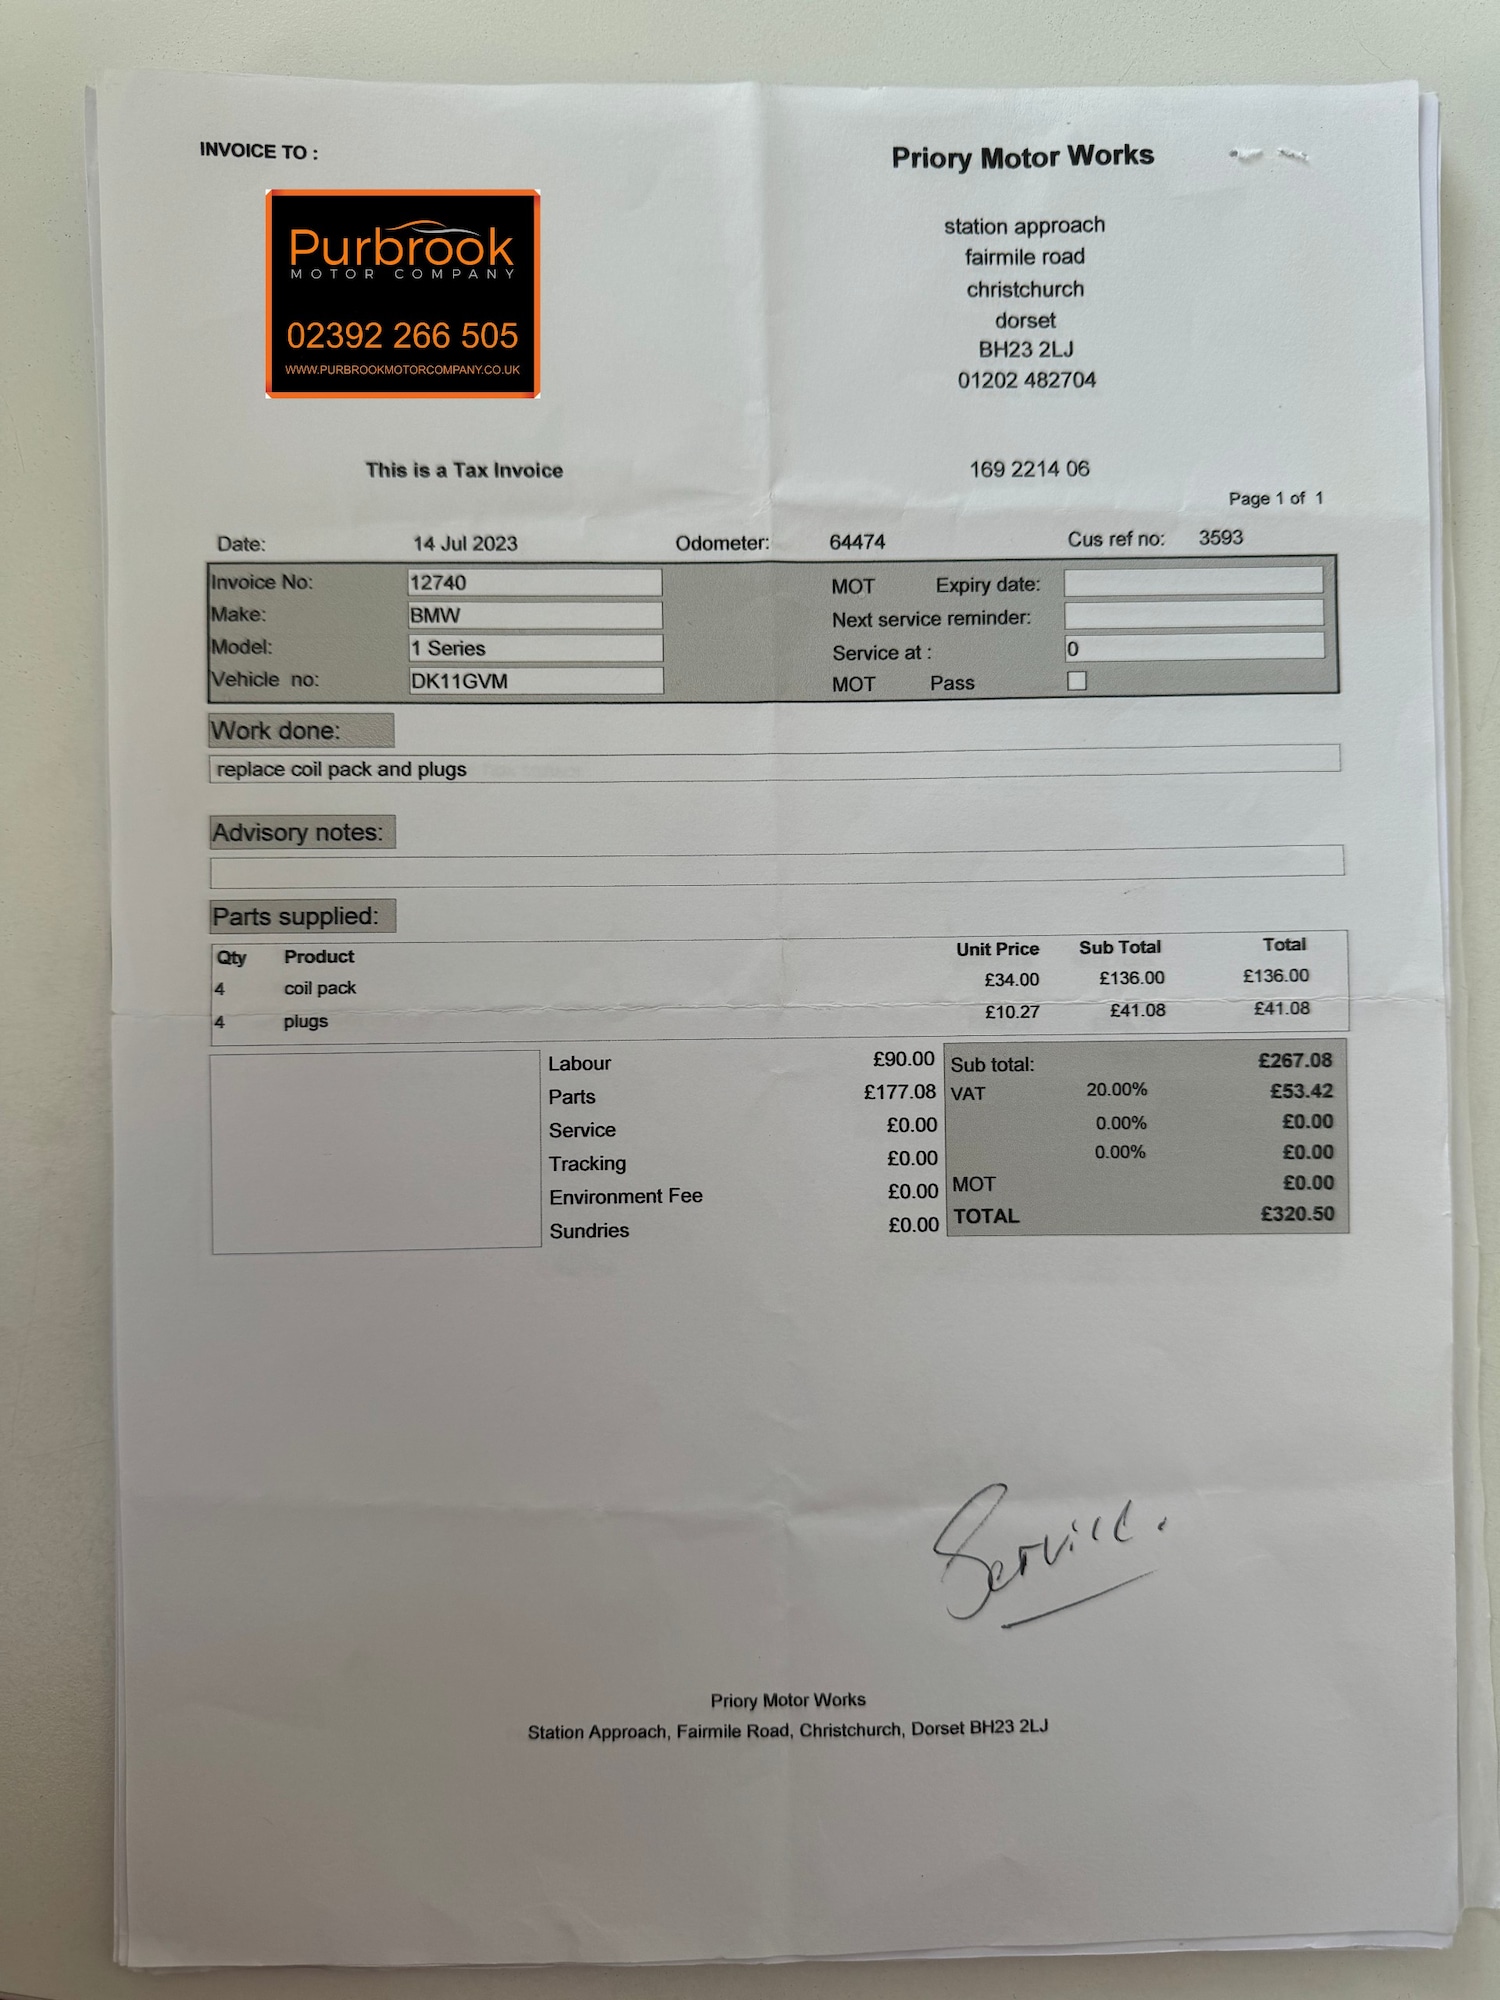 INVOICE TO :
Purbrook
MOTOR COMPANY
02392 266 505
WWW.PURBROOKMOTORCOMPANY.CO.UK
Priory Motor Works
station approach
fairmile road
christchurch
dorset
BH23 2LJ
01202 482704
This is a Tax Invoice
169 2214 06
Page 1 of 1
Date: 14 Jul 2023 Odometer: 64474 Cus ref no: 3593
Invoice No: 12740 MOT Expiry date:
Make: BMW Next service reminder:
Model: 1 Series Service at : 0
Vehicle no: DK11GVM MOT Pass
Work done:
replace coil pack and plugs
Advisory notes:
Parts supplied:
Qty Product Unit Price Sub Total Total
4 coil pack £34.00 £136.00 £136.00
4 plugs £10.27 £41.08 £41.08
Labour £90.00 Sub total: £267.08
Parts £177.08 VAT 20.00% £53.42
Service £0.00 0.00% £0.00
Tracking £0.00 0.00% £0.00
Environment Fee £0.00 MOT £0.00
Sundries £0.00 TOTAL £320.50
Service.
Priory Motor Works
Station Approach, Fairmile Road, Christchurch, Dorset BH23 2LJ